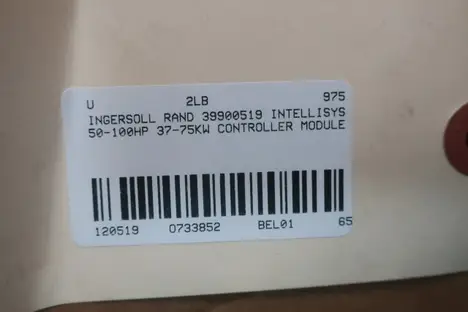 U 2LB 975
INGERSOLL RAND 39900519 INTELLISYS
50-100HP 37-75KW CONTROLLER MODULE
120519 0733852 BEL01 65